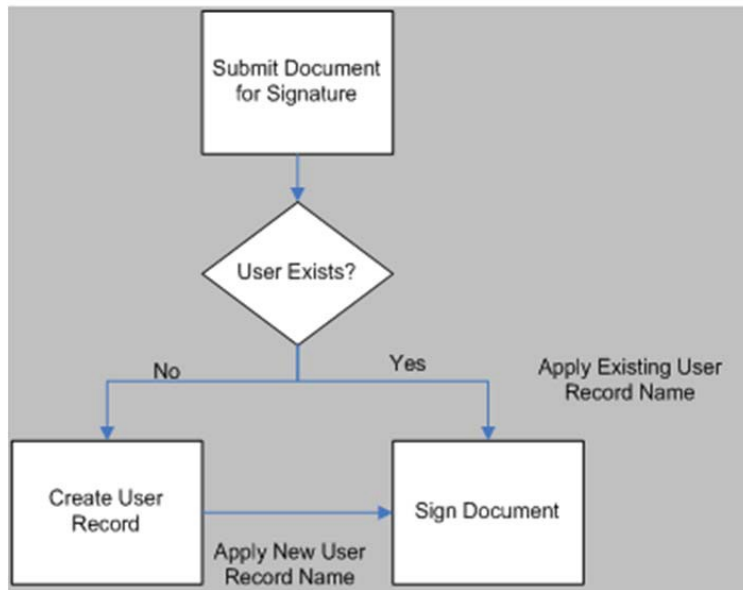 Submit Document
for Signature
User Exists?
No
Yes
Apply Existing User
Record Name
Create User
Record
Sign Document
Apply New User
Record Name